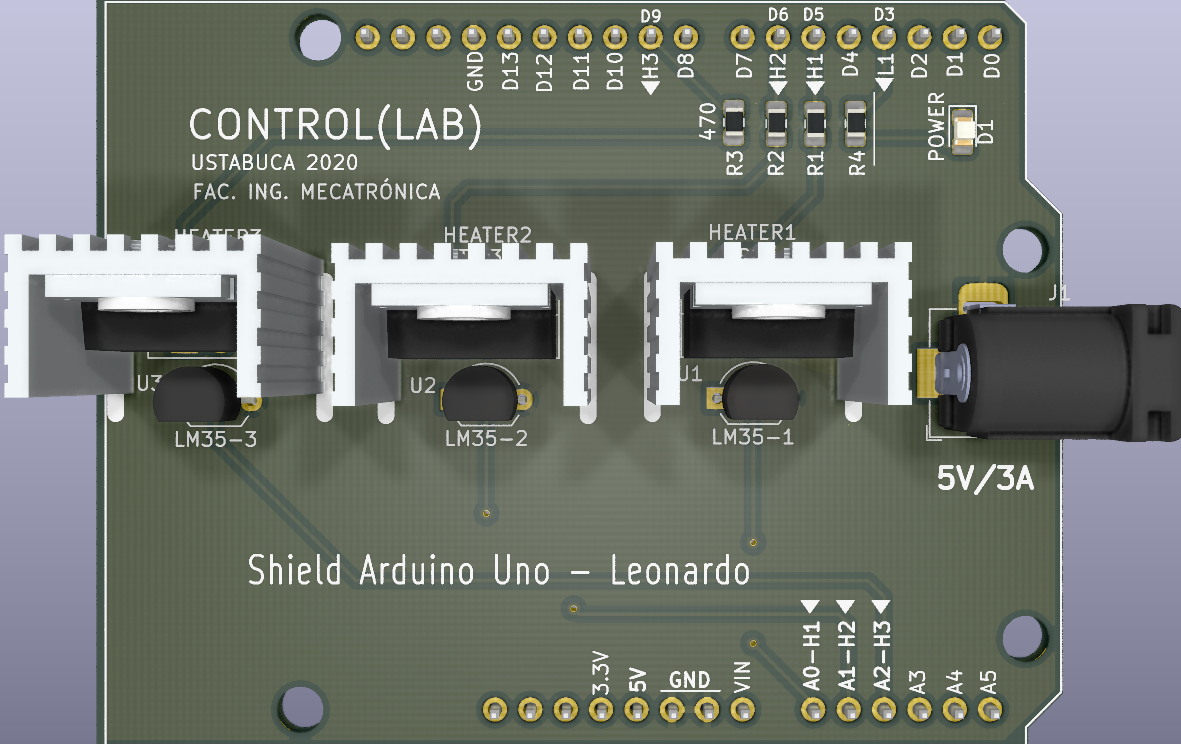 D9
D6
D5
D3
GND
D13
D12
D11
D10
H3
D8
D7
H2
H1
D4
L1
D2
D1
D0
CONTROL(LAB)
USTABUCA 2020
FAC. ING. MECATRÓNICA
470
R3
R2
R1
R4
POWER
D1
HEATER3
HEATER2
HEATER1
J1
U3
U2
U1
LM35-3
LM35-2
LM35-1
5V/3A
Shield Arduino Uno - Leonardo
3.3V
5V
GND
VIN
A0-H1
A1-H2
A2-H3
A3
A4
A5